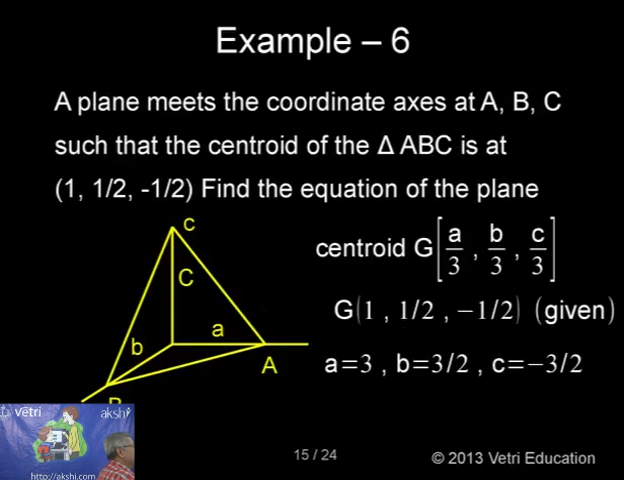 Example – 6
A plane meets the coordinate axes at A, B, C
such that the centroid of the Δ ABC is at
(1, 1/2, -1/2) Find the equation of the plane
centroid G[a/3 , b/3 , c/3]
G(1 , 1/2 , −1/2) (given)
a=3 , b=3/2 , c=−3/2
c
C
a
b
A
B
vetri akshi
http://akshi.com
15 / 24
© 2013 Vetri Education